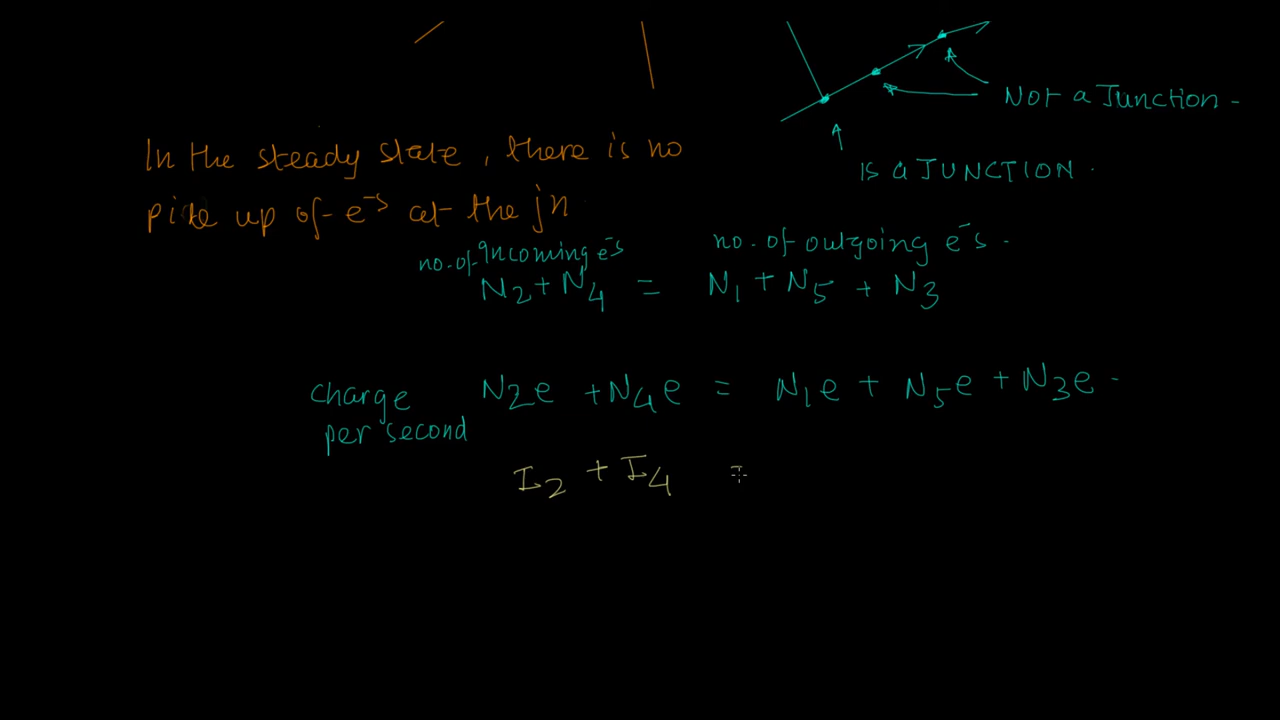 Not a Junction -
Is a JUNCTION.
In the steady state, there is no
pick up of e⁻s at the jn
no. of incoming e⁻s
no. of outgoing e⁻s.
N₂ + N₄ = N₁ + N₅ + N₃
charge per second
N₂e + N₄e = N₁e + N₅e + N₃e.
I₂ + I₄